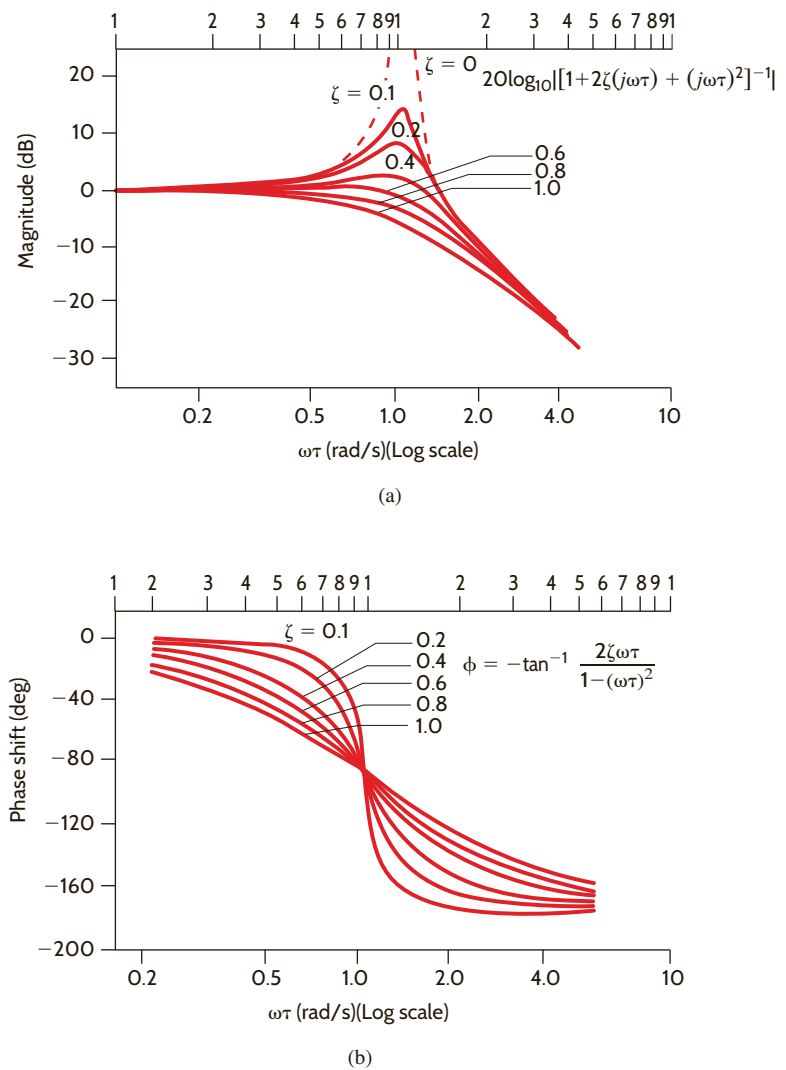 1 2 3 4 5 6 7 8 9 1 2 3 4 5 6 7 8 9 1
20
10
0
−10
−20
−30
Magnitude (dB)
ζ = 0
20log₁₀|[1+2ζ(jωτ) + (jωτ)²]⁻¹|
ζ = 0.1
0.2
0.4
0.6
0.8
1.0
0.2 0.5 1.0 2.0 4.0 10
ωτ (rad/s)(Log scale)
(a)
1 2 3 4 5 6 7 8 9 1 2 3 4 5 6 7 8 9 1
0
−40
−80
−120
−160
−200
Phase shift (deg)
ζ = 0.1
0.2
0.4
0.6
0.8
1.0
ϕ = −tan⁻¹ 2ζωτ / 1−(ωτ)²
0.2 0.5 1.0 2.0 4.0 10
ωτ (rad/s)(Log scale)
(b)